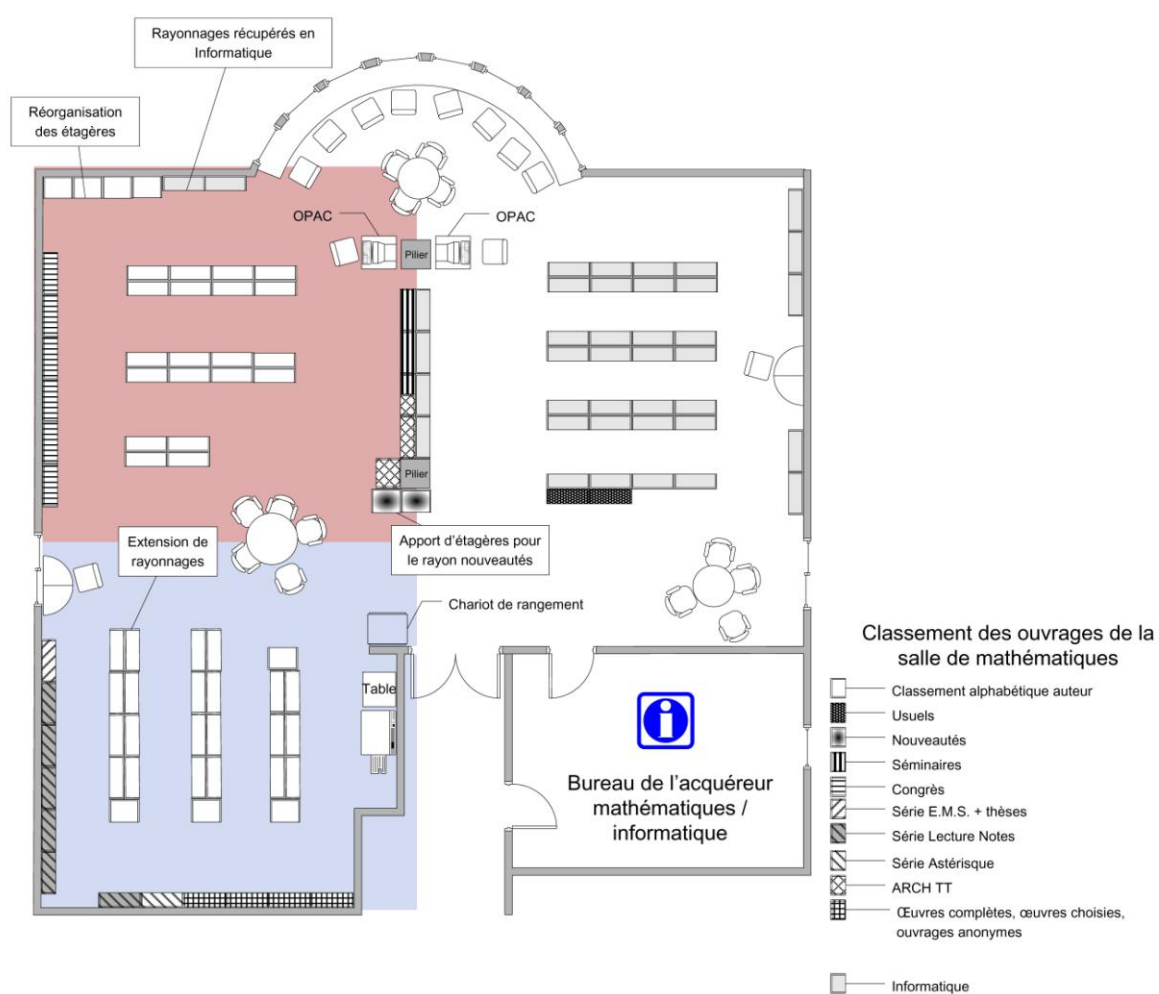 Rayonnages récupérés en
Informatique
Réorganisation
des étagères
OPAC
OPAC
Pilier
Pilier
Extension de
rayonnages
Apport d’étagères pour
le rayon nouveautés
Chariot de rangement
Table
Bureau de l’acquéreur
mathématiques /
informatique
Classement des ouvrages de la
salle de mathématiques
Classement alphabétique auteur
Usuels
Nouveautés
Séminaires
Congrès
Série E.M.S. + thèses
Série Lecture Notes
Série Astérisque
ARCH TT
Œuvres complètes, œuvres choisies,
ouvrages anonymes
Informatique